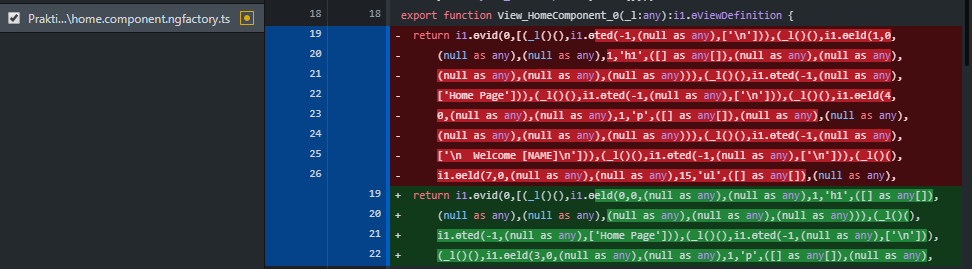 Prakti...\home.component.ngfactory.ts
18 18 export function View_HomeComponent_0(_l:any):i1.ɵViewDefinition {
19 - return i1.ɵvid(0,[(_l()(),i1.ɵted(-1,(null as any),['\n'])),(_l()(),i1.ɵeld(1,0,
20 - (null as any),(null as any),1,'h1',([] as any[]),(null as any),(null as any),
21 - (null as any),(null as any),(null as any))),(_l()(),i1.ɵted(-1,(null as any),
22 - ['Home Page'])),(_l()(),i1.ɵted(-1,(null as any),['\n'])),(_l()(),i1.ɵeld(4,
23 - 0,(null as any),(null as any),1,'p',([] as any[]),(null as any),(null as any),
24 - (null as any),(null as any),(null as any))),(_l()(),i1.ɵted(-1,(null as any),
25 - ['\n  Welcome [NAME]\n'])),(_l()(),i1.ɵted(-1,(null as any),['\n'])),(_l()(),
26 - i1.ɵeld(7,0,(null as any),(null as any),15,'ul',([] as any[]),(null as any),
19 + return i1.ɵvid(0,[(_l()(),i1.ɵeld(0,0,(null as any),(null as any),1,'h1',([] as any[]),
20 + (null as any),(null as any),(null as any),(null as any),(null as any))),(_l()(),
21 + i1.ɵted(-1,(null as any),['Home Page'])),(_l()(),i1.ɵted(-1,(null as any),['\n'])),
22 + (_l()(),i1.ɵeld(3,0,(null as any),(null as any),1,'p',([] as any[]),(null as any),